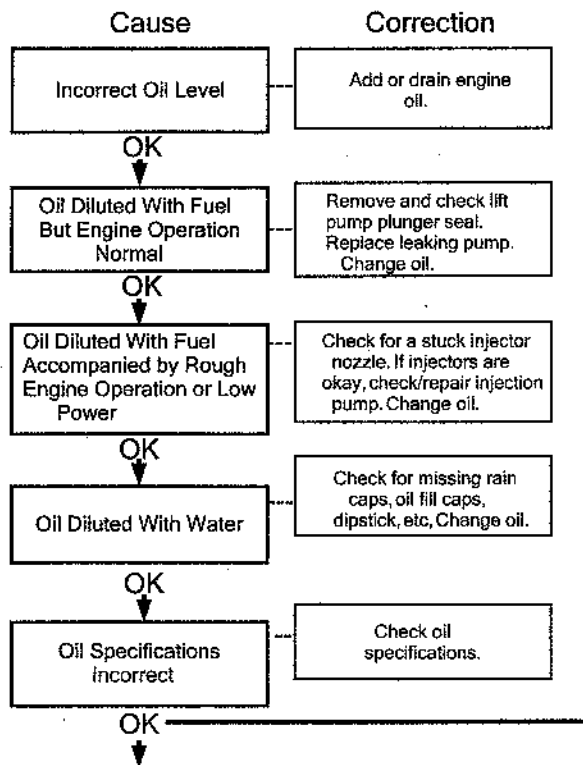 Cause
Correction
Incorrect Oil Level
Add or drain engine
oil.
OK
Oil Diluted With Fuel
But Engine Operation
Normal
Remove and check lift
pump plunger seal.
Replace leaking pump.
Change oil.
OK
Oil Diluted With Fuel
Accompanied by Rough
Engine Operation or Low
Power
Check for a stuck injector
nozzle. If injectors are
okay, check/repair injection
pump. Change oil.
OK
Oil Diluted With Water
Check for missing rain
caps, oil fill caps,
dipstick, etc, Change oil.
OK
Oil Specifications
Incorrect
Check oil
specifications.
OK